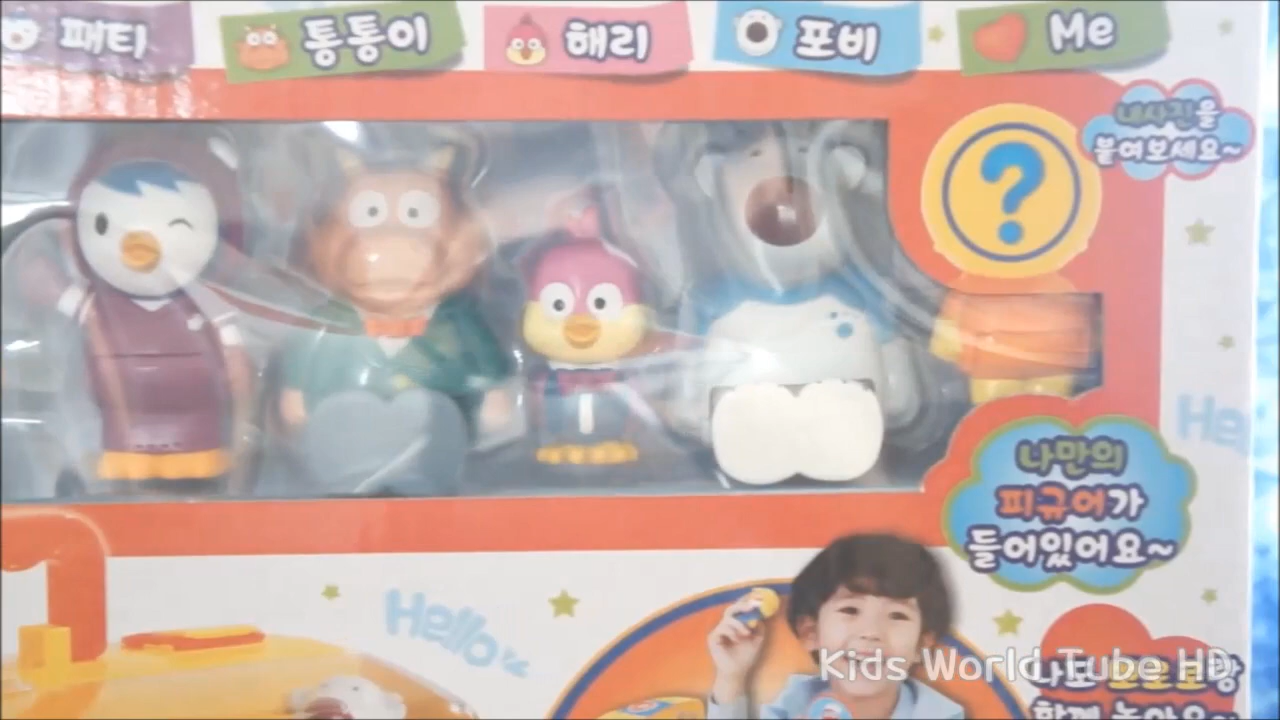 패티
통통이
해리
포비
Me
내사진을
붙여보세요~
나만의
피규어가
들어있어요~
Hello
Kids World Tube HD